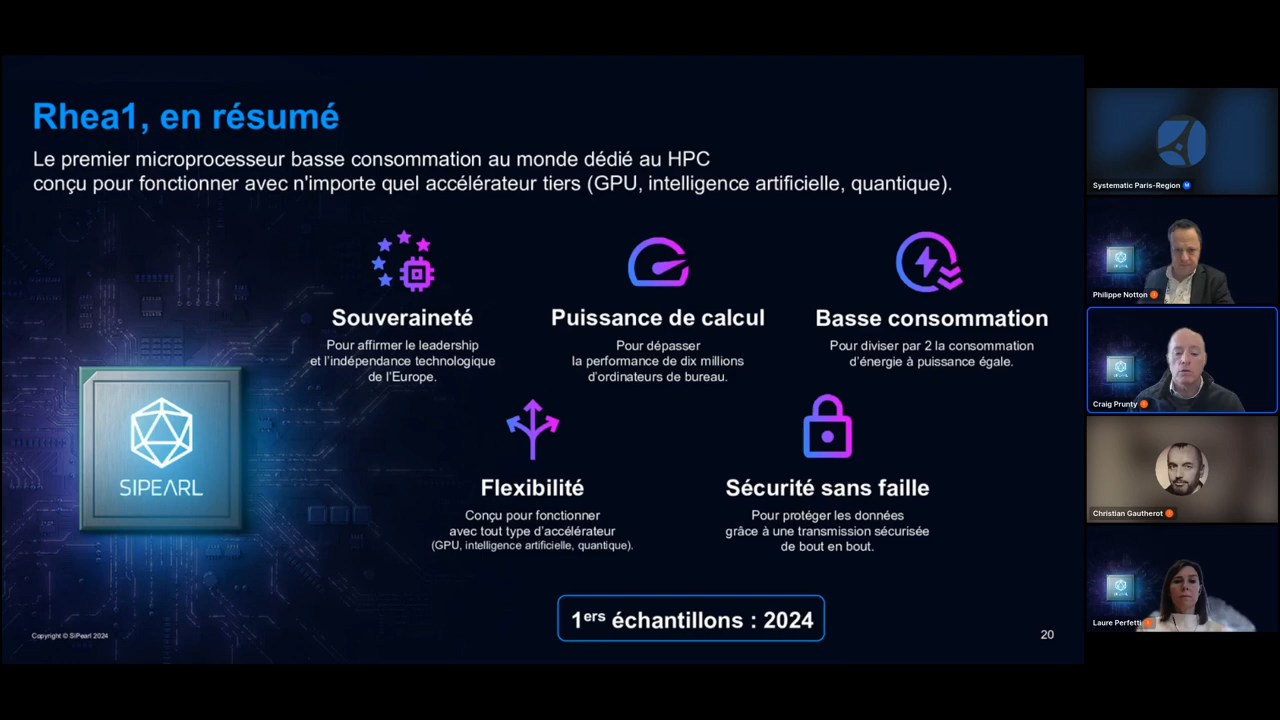 Rhea1, en résumé
Le premier microprocesseur basse consommation au monde dédié au HPC
conçu pour fonctionner avec n'importe quel accélérateur tiers (GPU, intelligence artificielle, quantique).
Souveraineté
Pour affirmer le leadership
et l'indépendance technologique
de l'Europe.
Puissance de calcul
Pour dépasser
la performance de dix millions
d'ordinateurs de bureau.
Basse consommation
Pour diviser par 2 la consommation
d'énergie à puissance égale.
SIPEARL
Flexibilité
Conçu pour fonctionner
avec tout type d'accélérateur
(GPU, intelligence artificielle, quantique).
Sécurité sans faille
Pour protéger les données
grâce à une transmission sécurisée
de bout en bout.
1ers échantillons : 2024
Copyright © SiPearl 2024
20
Systematic Paris-Region
Philippe Notton
Craig Prunty
Christian Gautherot
Laure Perfetti